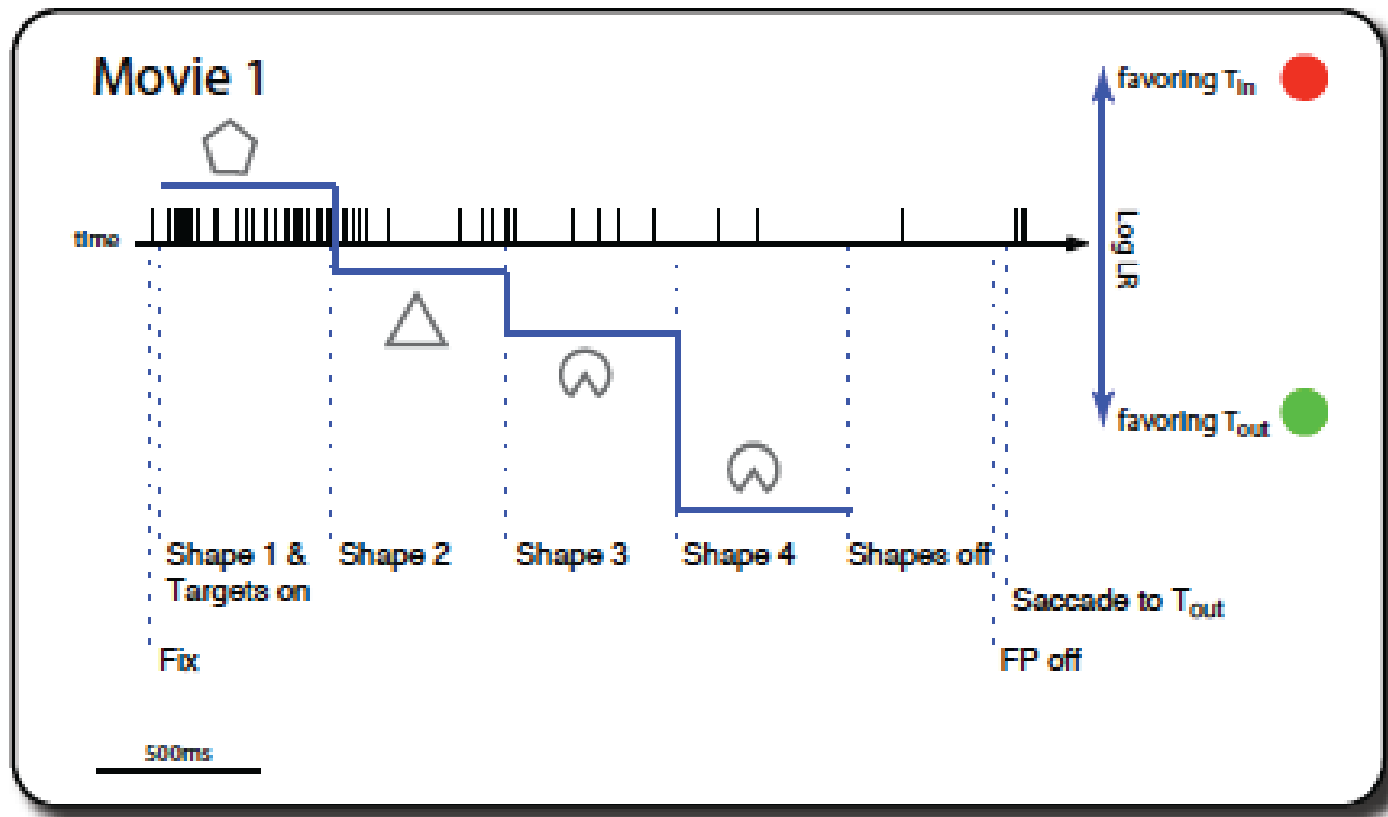 Movie 1
favoring Tin
time
Log LR
favoring Tout
Shape 1 &
Targets on
Shape 2
Shape 3
Shape 4
Shapes off
Saccade to Tout
Fix
FP off
500ms